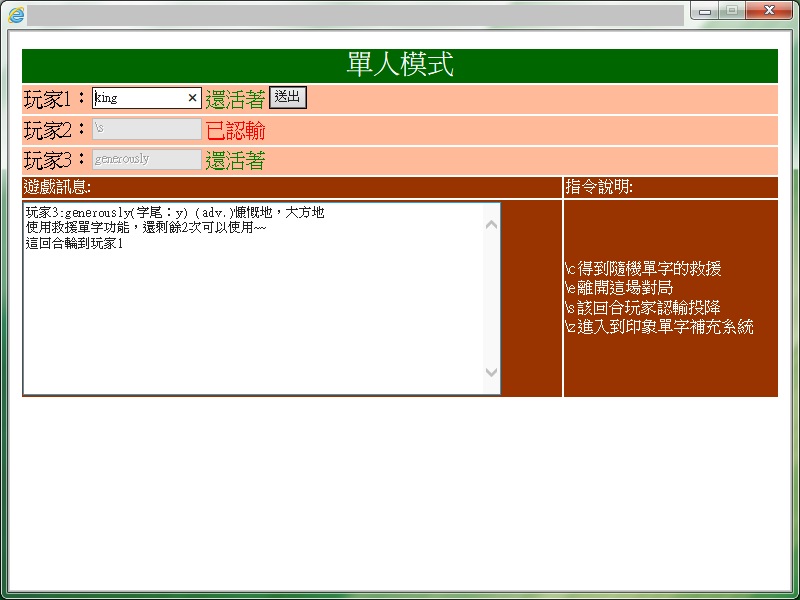 單人模式
玩家1：king × 還活著 送出
玩家2：\s 已認輸
玩家3：generously 還活著
遊戲訊息: 指令說明:
玩家3:generously(字尾：y) (adv.)慷慨地，大方地
使用救援單字功能，還剩餘2次可以使用~~
這回合輪到玩家1
\c得到隨機單字的救援
\e離開這場對局
\s該回合玩家認輸投降
\z進入到印象單字補充系統